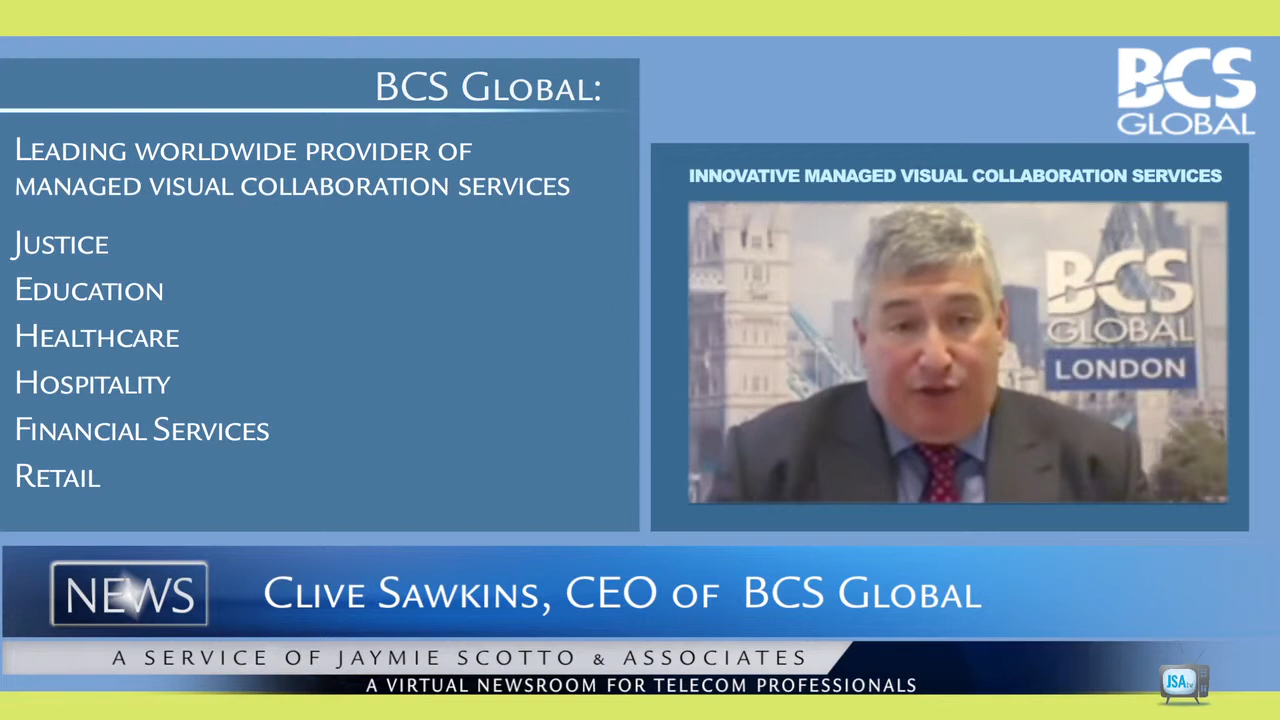 BCS Global:
Leading worldwide provider of
managed visual collaboration services
Justice
Education
Healthcare
Hospitality
Financial Services
Retail
BCS
GLOBAL
INNOVATIVE MANAGED VISUAL COLLABORATION SERVICES
BCS
GLOBAL
LONDON
NEWS
Clive Sawkins, CEO of BCS Global
A SERVICE OF JAYMIE SCOTTO & ASSOCIATES
A VIRTUAL NEWSROOM FOR TELECOM PROFESSIONALS
JSAtv